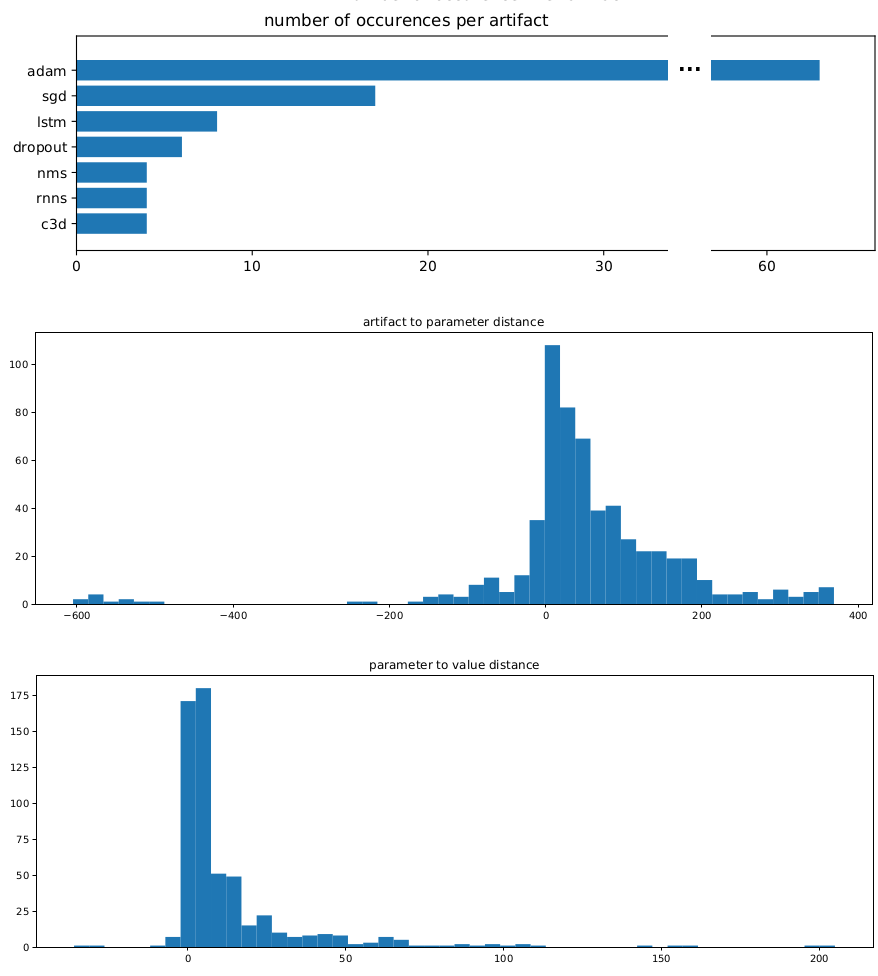 number of occurences per artifact
adam
...
sgd
lstm
dropout
nms
rnns
c3d
0 10 20 30 60
artifact to parameter distance
100
80
60
40
20
0
−600 −400 −200 0 200 400
parameter to value distance
175
150
125
100
75
50
25
0
0 50 100 150 200